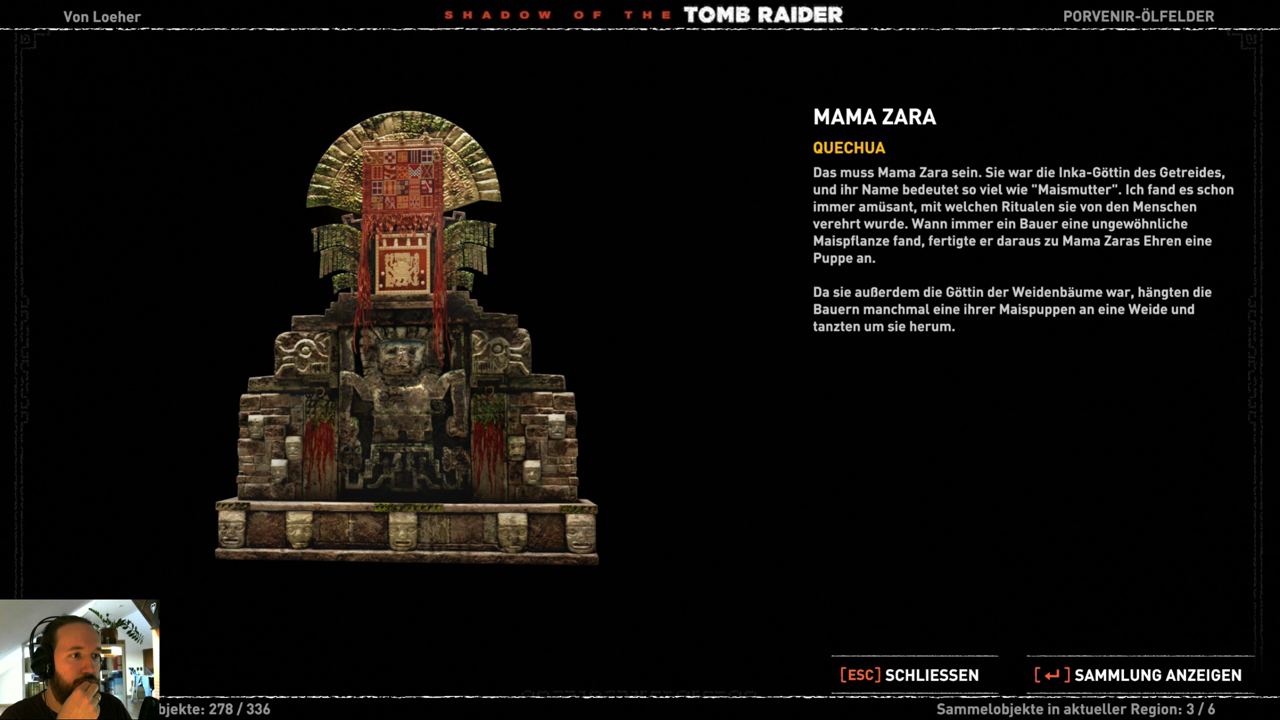 Von Loeher
SHADOW OF THE TOMB RAIDER
PORVENIR-ÖLFELDER
MAMA ZARA
QUECHUA
Das muss Mama Zara sein. Sie war die Inka-Göttin des Getreides,
und ihr Name bedeutet so viel wie "Maismutter". Ich fand es schon
immer amüsant, mit welchen Ritualen sie von den Menschen
verehrt wurde. Wann immer ein Bauer eine ungewöhnliche
Maispflanze fand, fertigte er daraus zu Mama Zaras Ehren eine
Puppe an.
Da sie außerdem die Göttin der Weidenbäume war, hängten die
Bauern manchmal eine ihrer Maispuppen an eine Weide und
tanzten um sie herum.
[ESC] SCHLIESSEN
[↵] SAMMLUNG ANZEIGEN
bjekte: 278 / 336
Sammelobjekte in aktueller Region: 3 / 6